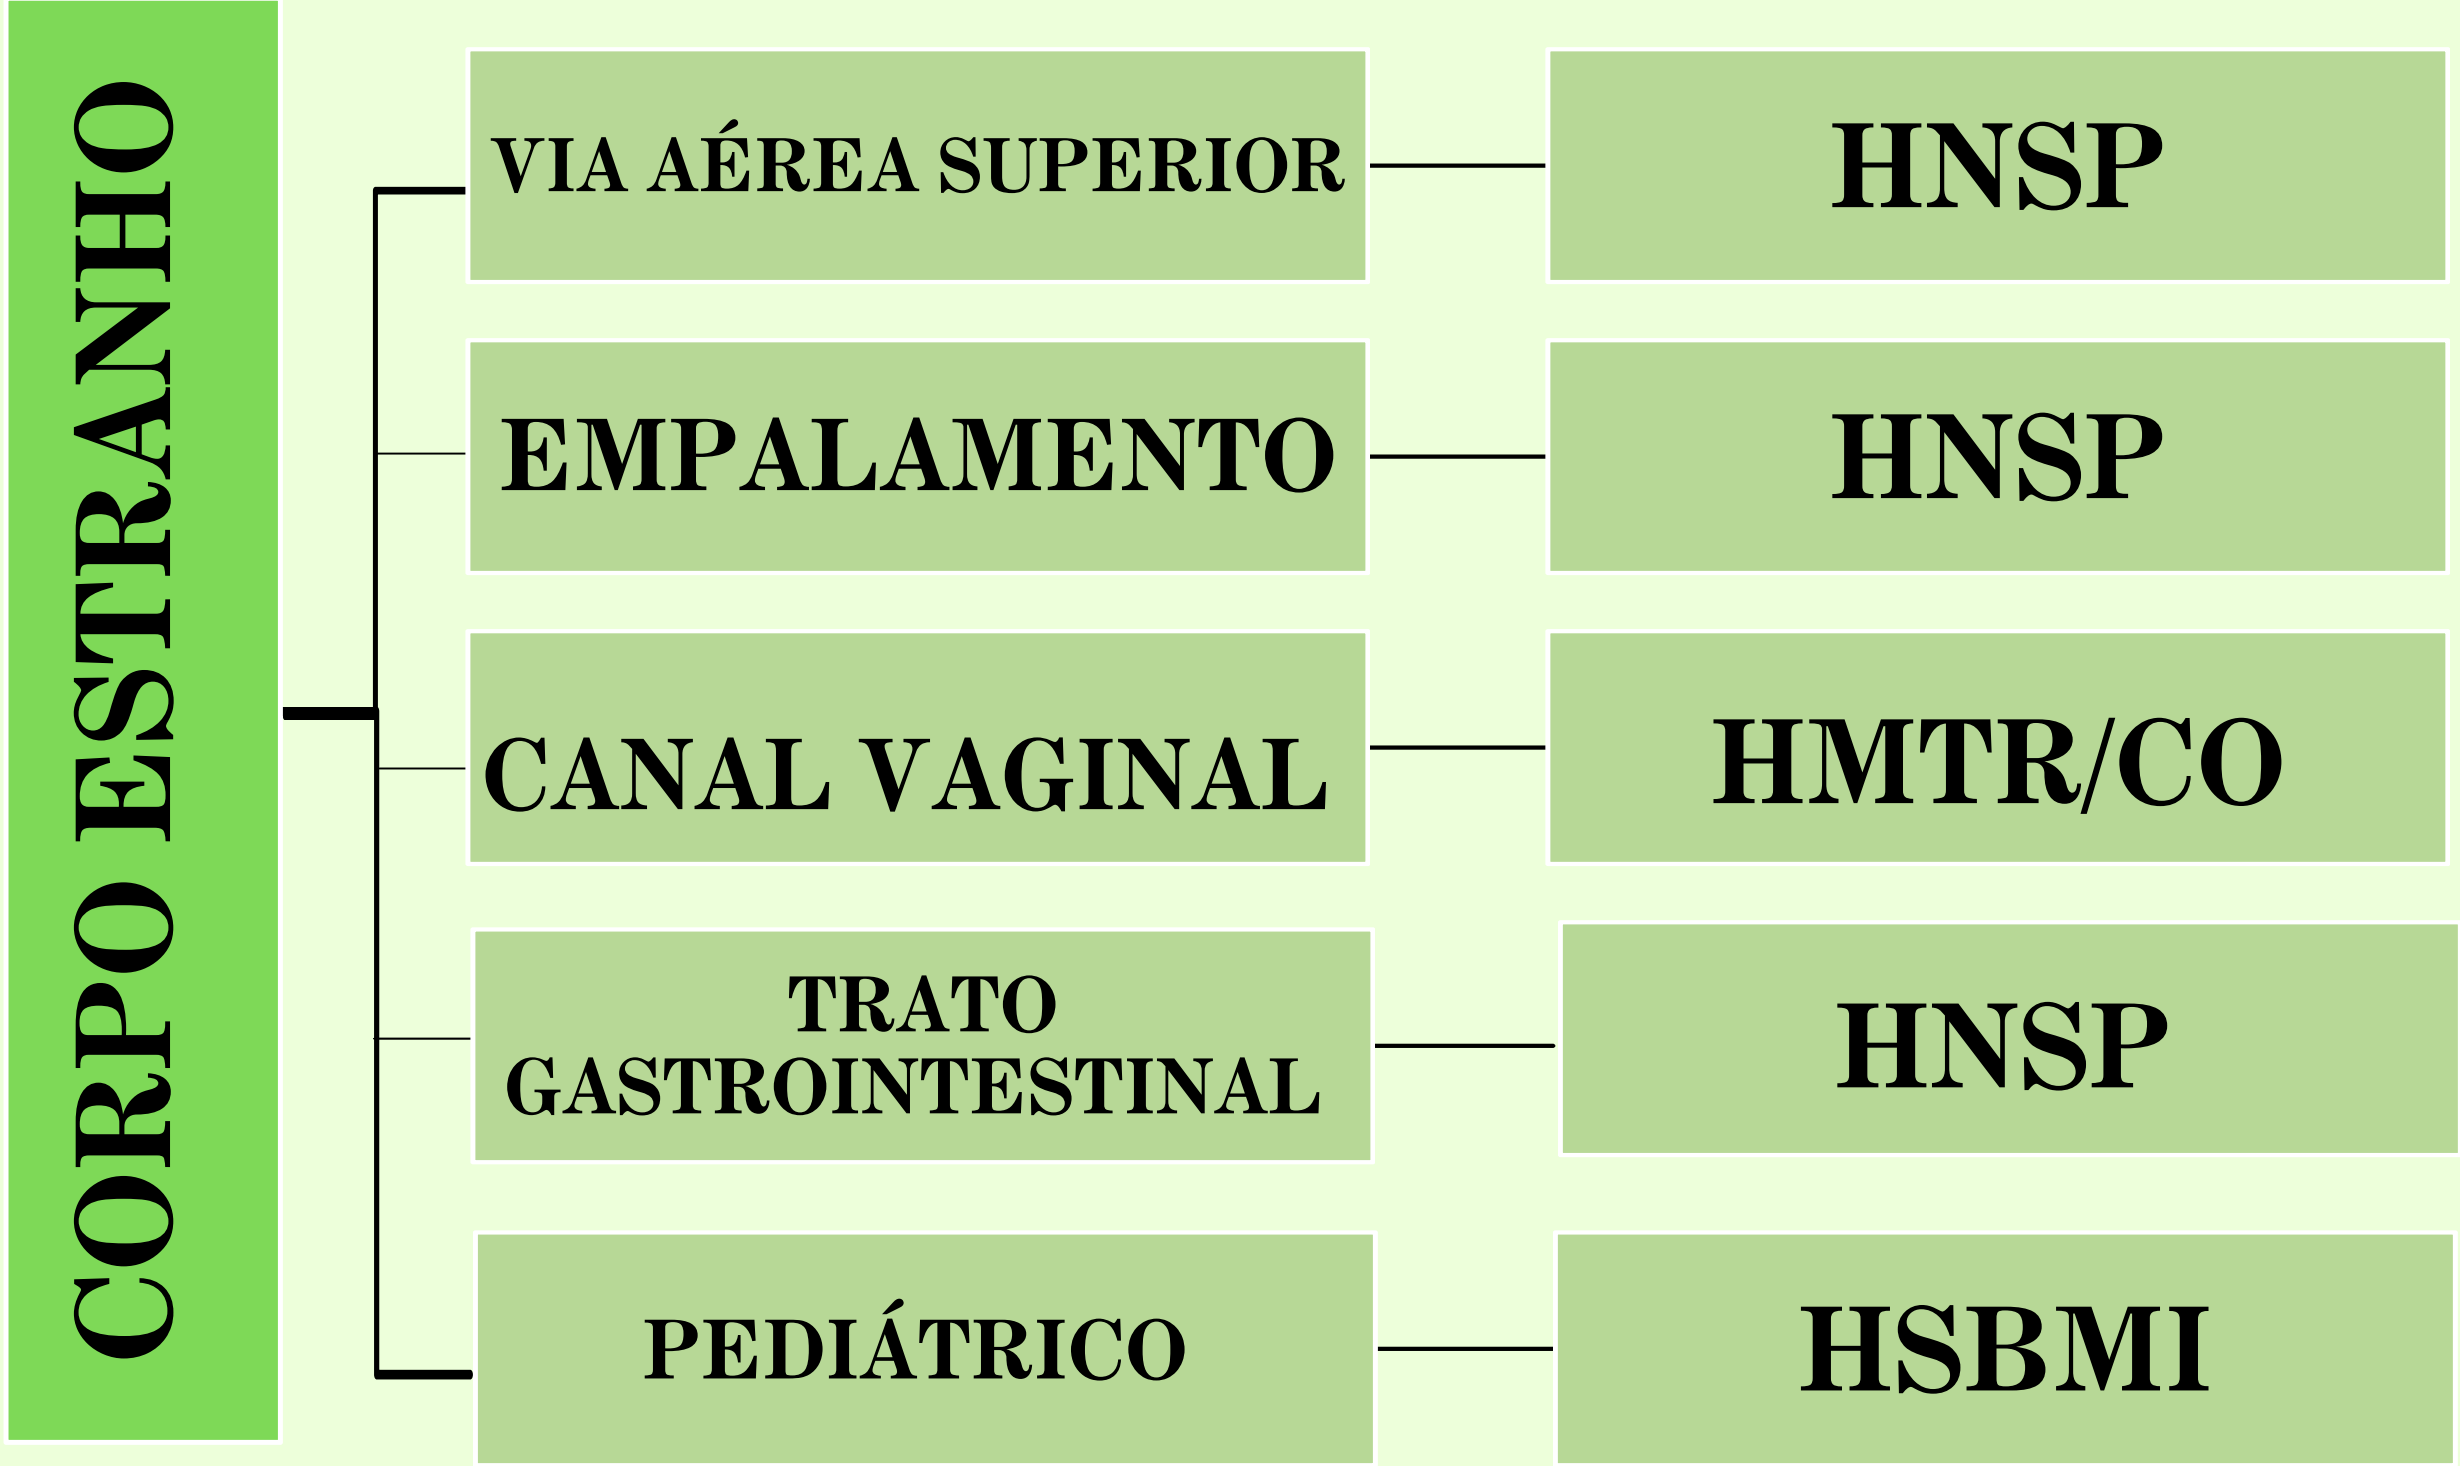 CORPO ESTRANHO
VIA AÉREA SUPERIOR
HNSP
EMPALAMENTO
HNSP
CANAL VAGINAL
HMTR/CO
TRATO
GASTROINTESTINAL
HNSP
PEDIÁTRICO
HSBMI